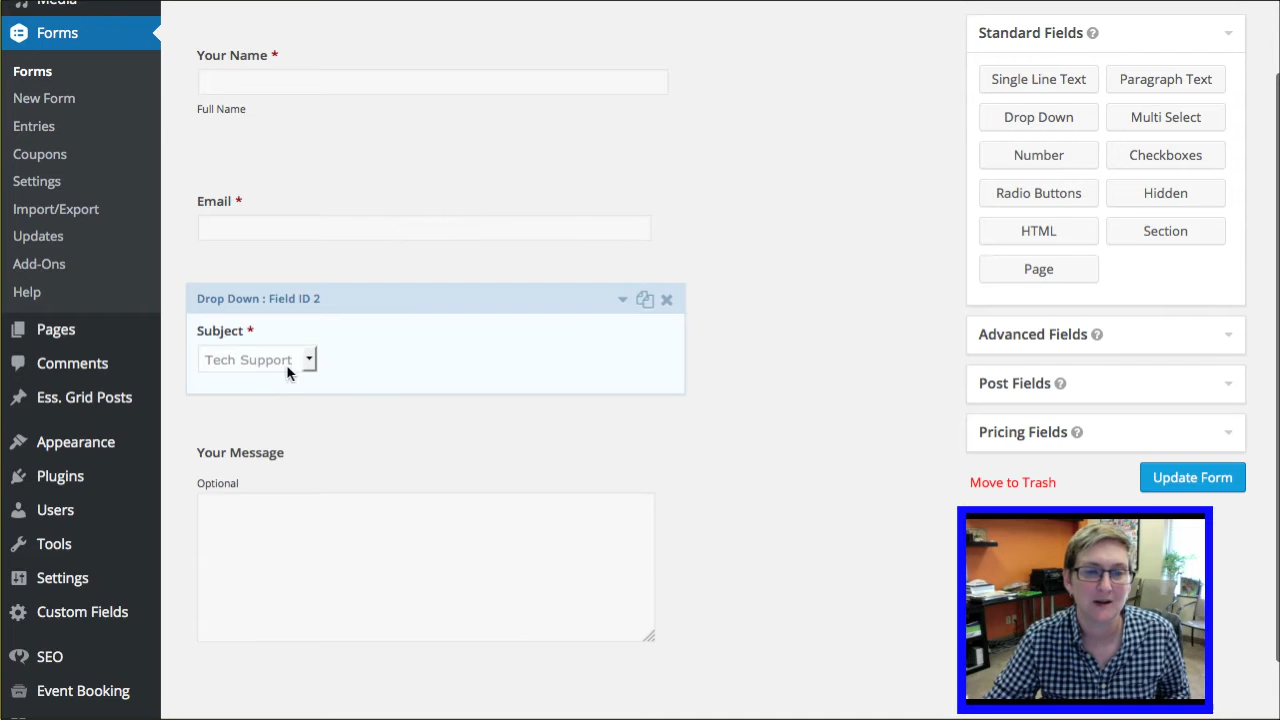 Media
Forms
Forms
New Form
Entries
Coupons
Settings
Import/Export
Updates
Add-Ons
Help
Pages
Comments
Ess. Grid Posts
Appearance
Plugins
Users
Tools
Settings
Custom Fields
SEO
Event Booking
Your Name *
Full Name
Email *
Drop Down : Field ID 2
Subject *
Tech Support
Your Message
Optional
Standard Fields ?
Single Line Text
Paragraph Text
Drop Down
Multi Select
Number
Checkboxes
Radio Buttons
Hidden
HTML
Section
Page
Advanced Fields ?
Post Fields ?
Pricing Fields ?
Move to Trash
Update Form